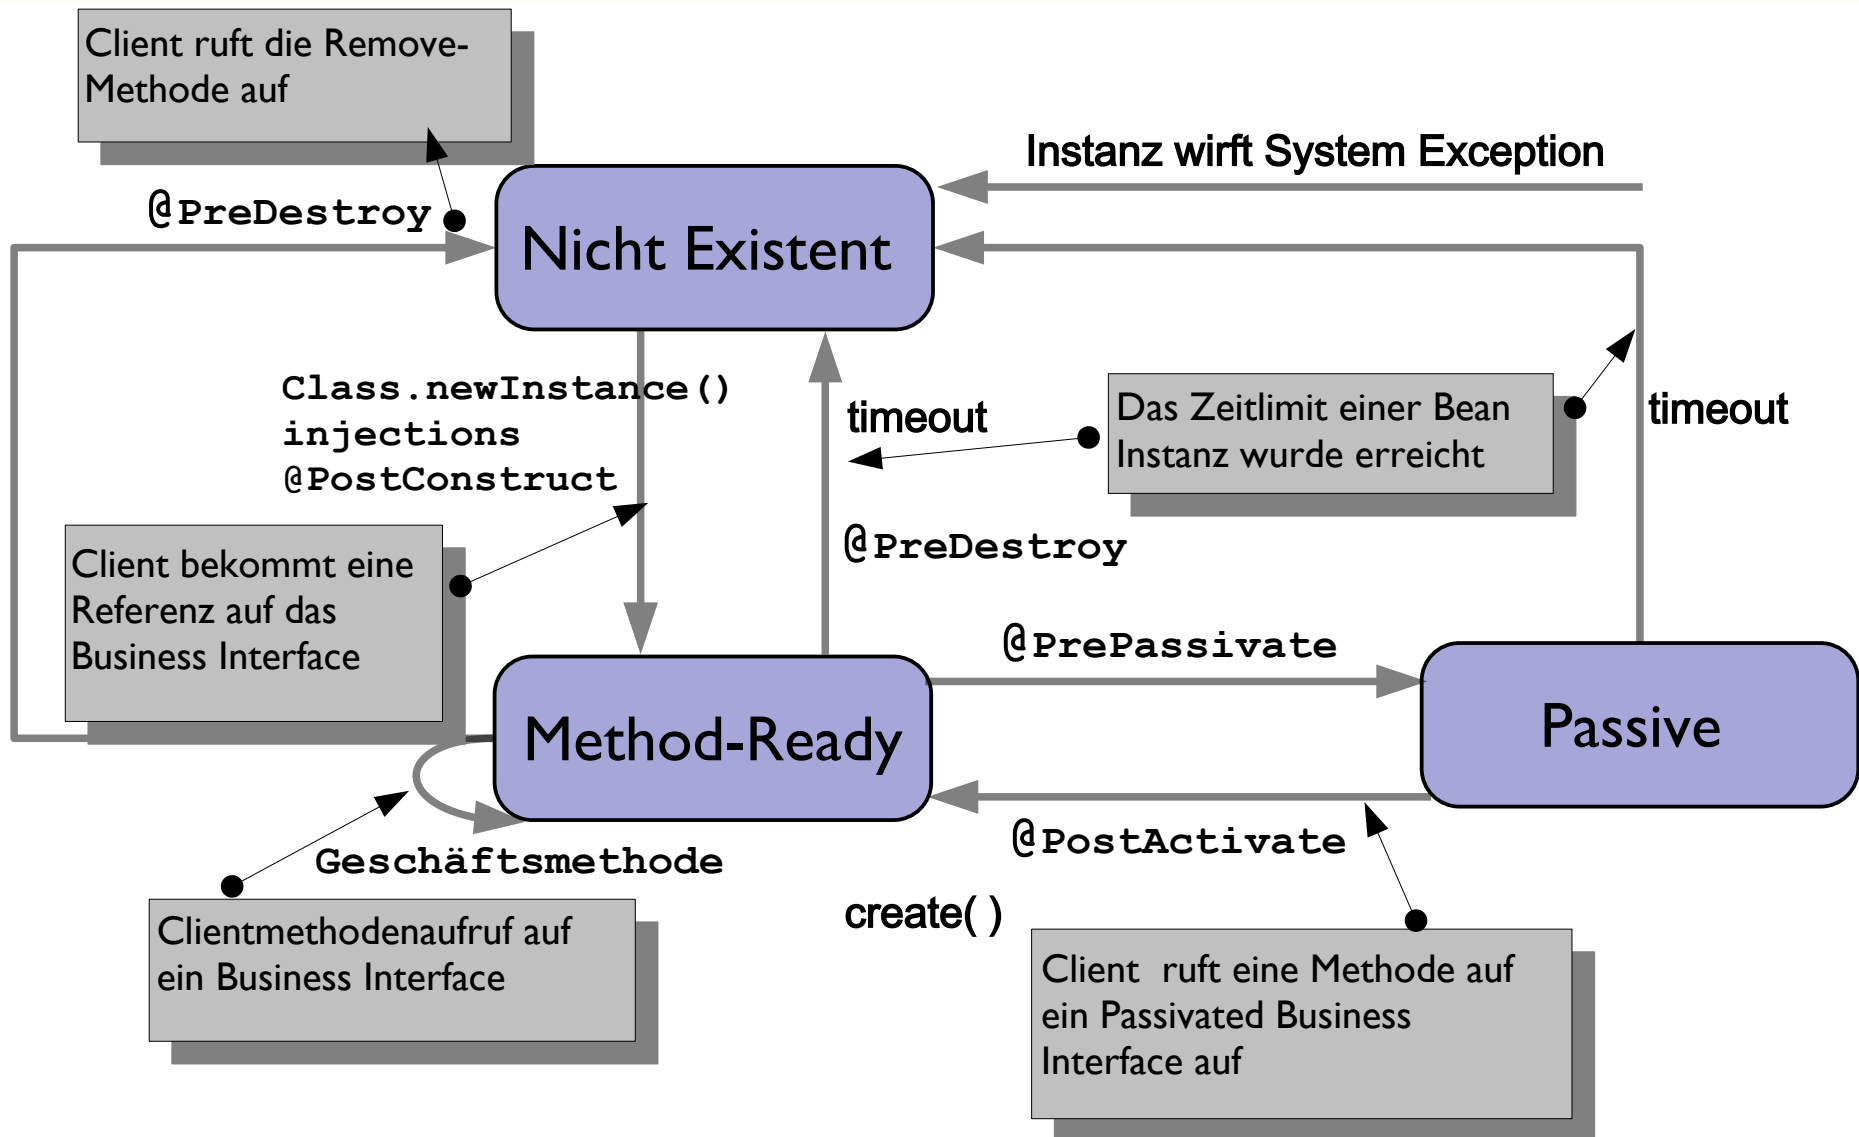 Client ruft die Remove-
Methode auf
Instanz wirft System Exception
@PreDestroy
Nicht Existent
Class.newInstance()
injections
@PostConstruct
timeout
Das Zeitlimit einer Bean
Instanz wurde erreicht
timeout
@PreDestroy
Client bekommt eine
Referenz auf das
Business Interface
@PrePassivate
Method-Ready
Passive
@PostActivate
Geschäftsmethode
create( )
Clientmethodenaufruf auf
ein Business Interface
Client  ruft eine Methode auf
ein Passivated Business
Interface auf